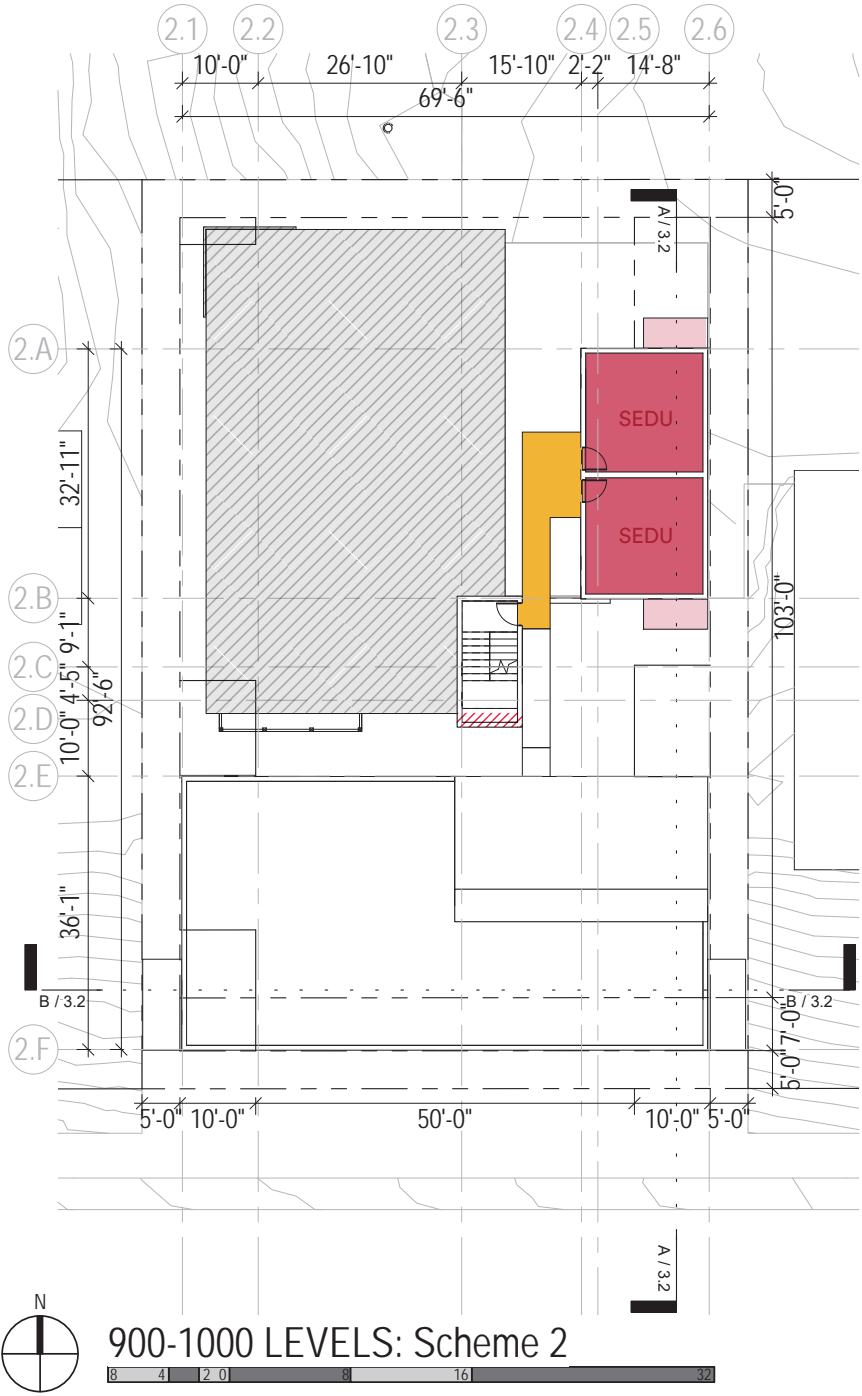 2.1 2.2 2.3 2.4 2.5 2.6
10'-0" 26'-10" 15'-10" 2'-2" 14'-8"
69'-6"
5'-0"
A / 3.2
2.A
SEDU
32'-11"
SEDU
2.B
103'-0"
9'-1"
2.C
4'-5"
92'-6"
2.D
10'-0"
2.E
36'-1"
B / 3.2 B / 3.2
7'-0"
2.F
5'-0"
5'-0" 10'-0" 50'-0" 10'-0" 5'-0"
A / 3.2
N
900-1000 LEVELS: Scheme 2
8 4 2 0 8 16 32